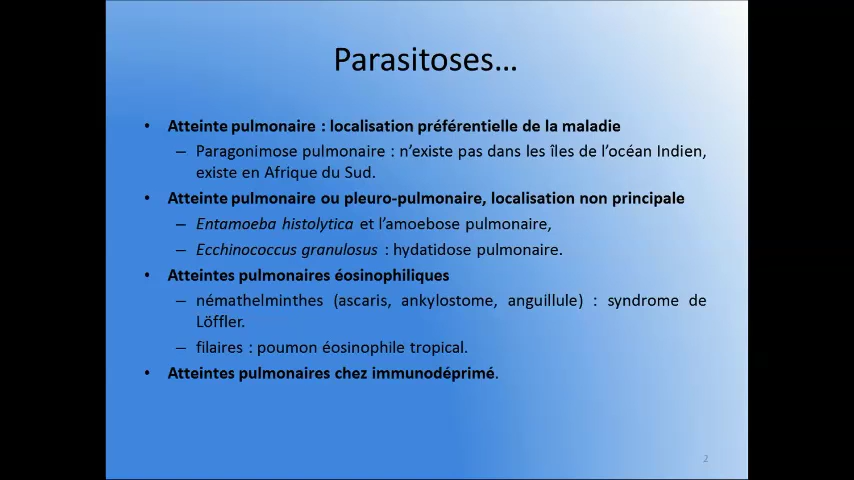 Parasitoses...
• Atteinte pulmonaire : localisation préférentielle de la maladie
– Paragonimose pulmonaire : n'existe pas dans les îles de l'océan Indien,
existe en Afrique du Sud.
• Atteinte pulmonaire ou pleuro-pulmonaire, localisation non principale
– Entamoeba histolytica et l'amoebose pulmonaire,
– Ecchinococcus granulosus : hydatidose pulmonaire.
• Atteintes pulmonaires éosinophiliques
– némathelminthes (ascaris, ankylostome, anguillule) : syndrome de
Löffler.
– filaires : poumon éosinophile tropical.
• Atteintes pulmonaires chez immunodéprimé.
2